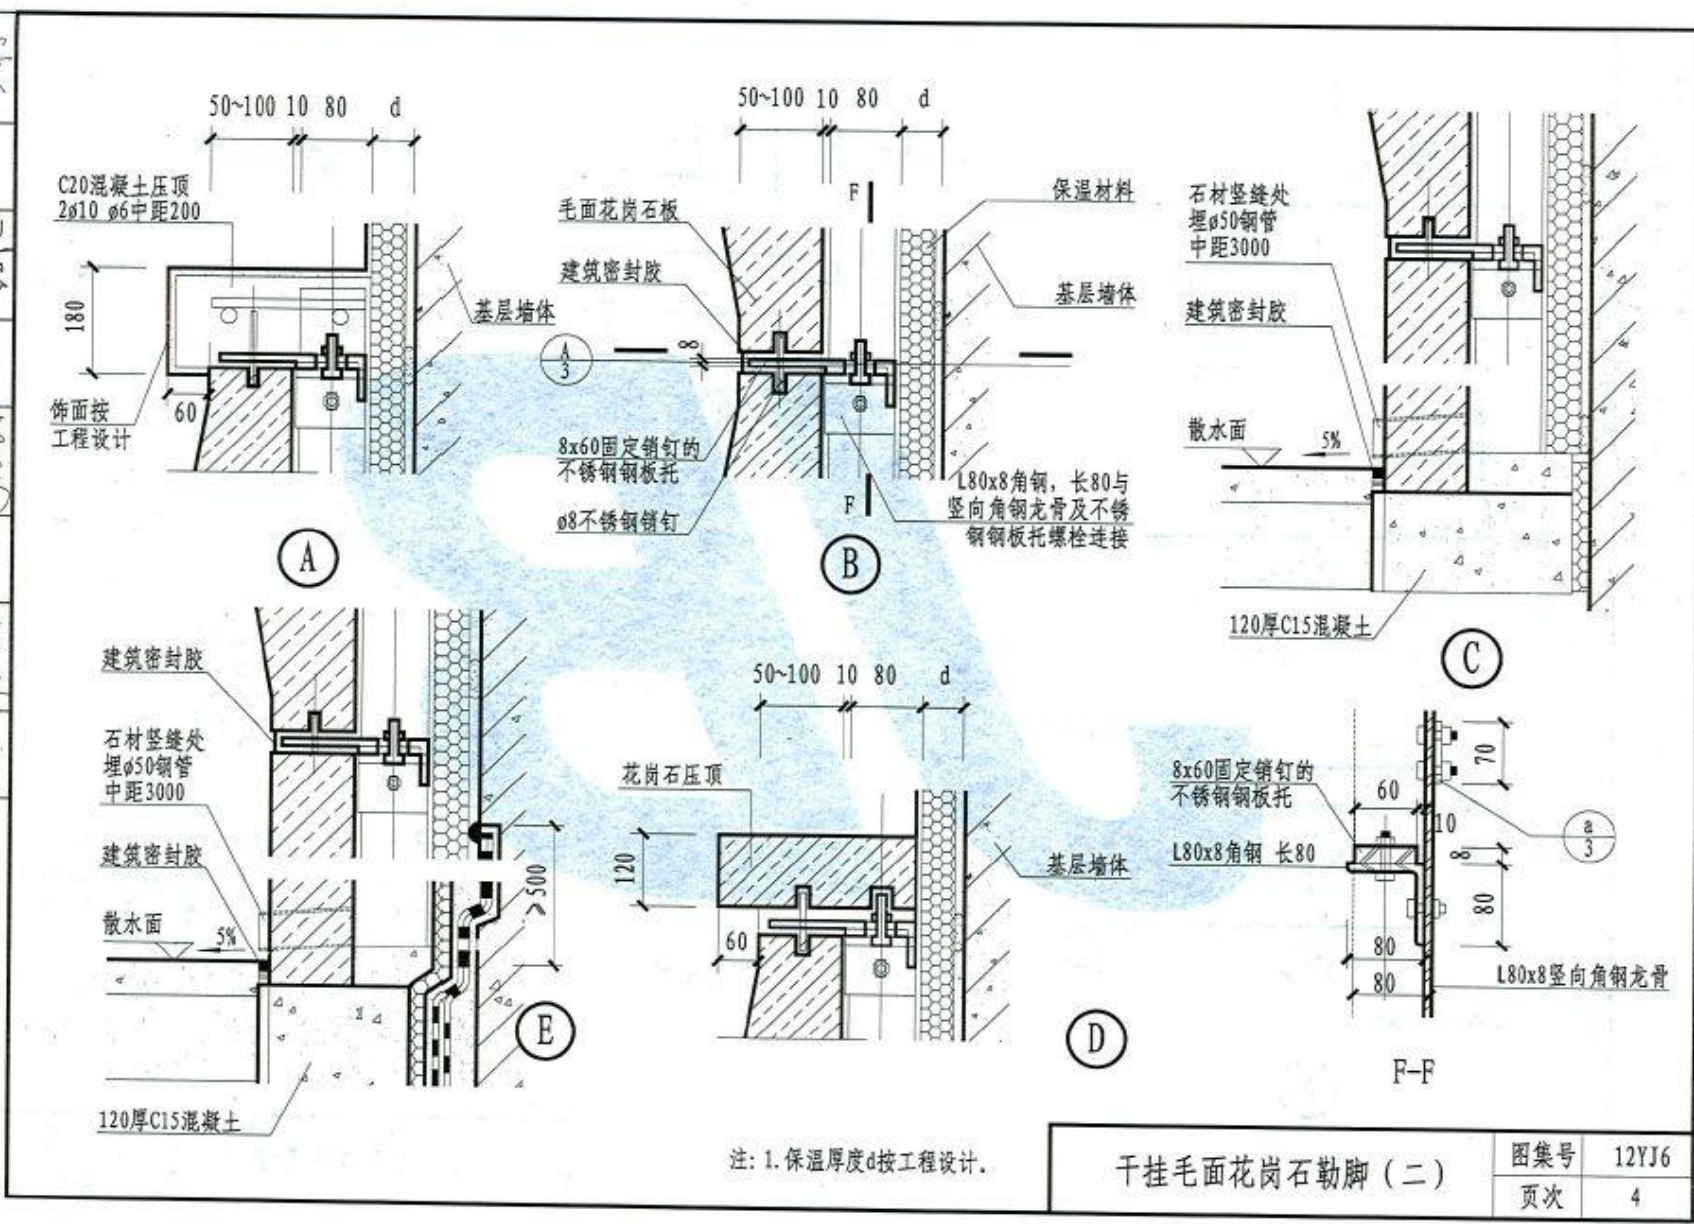 50~100 10 80 d
C20混凝土压顶
2ø10 ø6中距200
180
基层墙体
60
饰面按
工程设计
A
50~100 10 80 d
F
毛面花岗石板
保温材料
建筑密封胶
基层墙体
A
3
8
8x60固定销钉的
不锈钢钢板托
ø8不锈钢销钉
F
L80x8角钢，长80与
竖向角钢龙骨及不锈
钢钢板托螺栓连接
B
石材竖缝处
埋ø50钢管
中距3000
建筑密封胶
散水面
5%
120厚C15混凝土
C
建筑密封胶
石材竖缝处
埋ø50钢管
中距3000
建筑密封胶
散水面
5%
≥500
120厚C15混凝土
E
50~100 10 80 d
花岗石压顶
120
60
基层墙体
D
8x60固定销钉的
不锈钢钢板托
L80x8角钢 长80
60
70
10
8
80
a
3
80
80
L80x8竖向角钢龙骨
F-F
注: 1.保温厚度d按工程设计.
干挂毛面花岗石勒脚（二）
图集号 12YJ6
页次 4